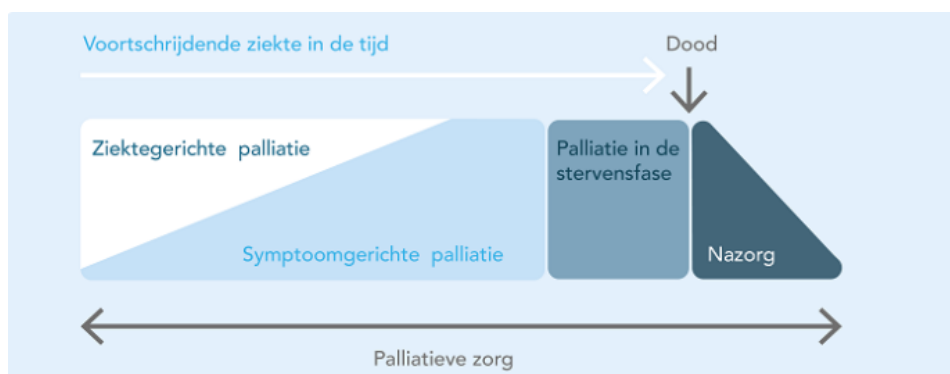 Voortschrijdende ziekte in de tijd
Dood
Ziektegerichte palliatie
Palliatie in de
stervensfase
Symptoomgerichte palliatie
Nazorg
Palliatieve zorg